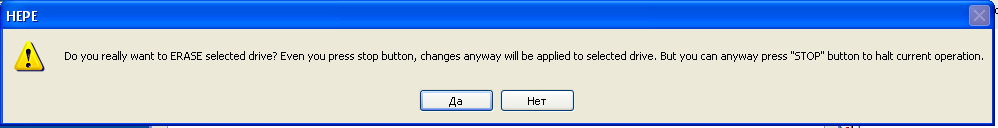 HEPE
Do you really want to ERASE selected drive? Even you press stop button, changes anyway will be applied to selected drive. But you can anyway press "STOP" button to halt current operation.
Да
Нет